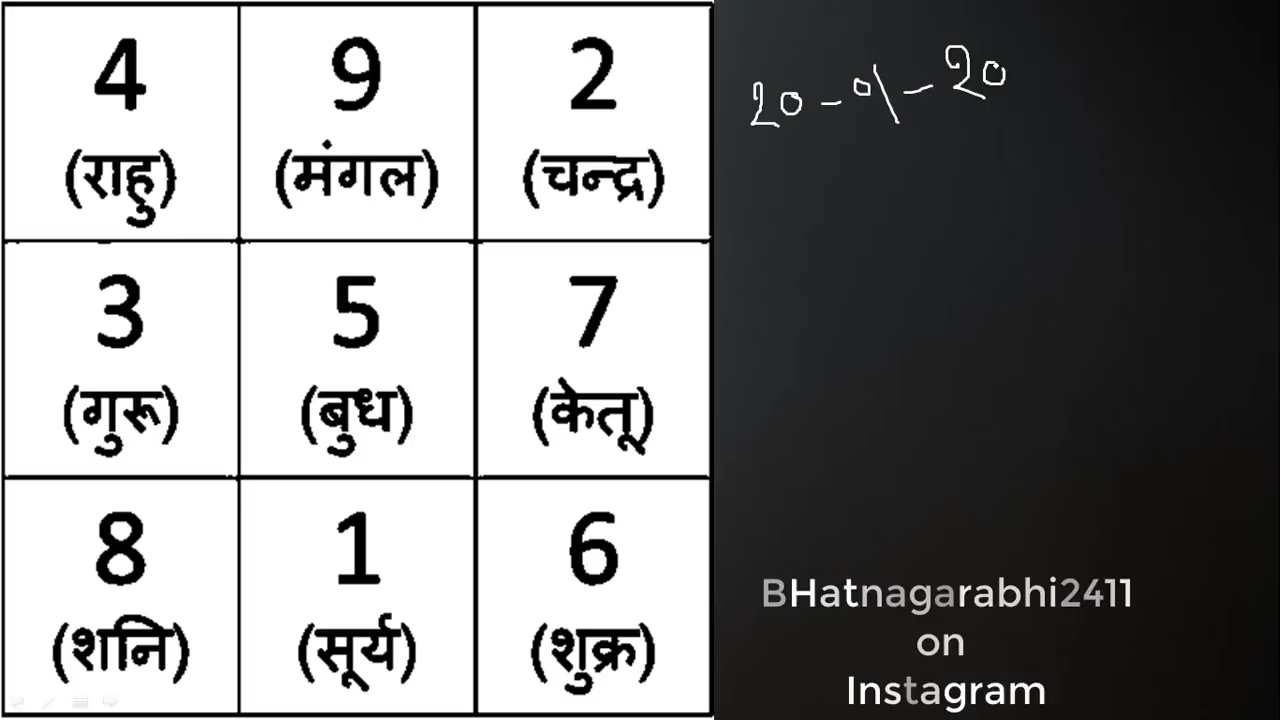 4 9 2
(राहु) (मंगल) (चन्द्र)
3 5 7
(गुरू) (बुध) (केतू)
8 1 6
(शनि) (सूर्य) (शुक्र)
20-01-20
BHatnagarabhi2411
on
Instagram